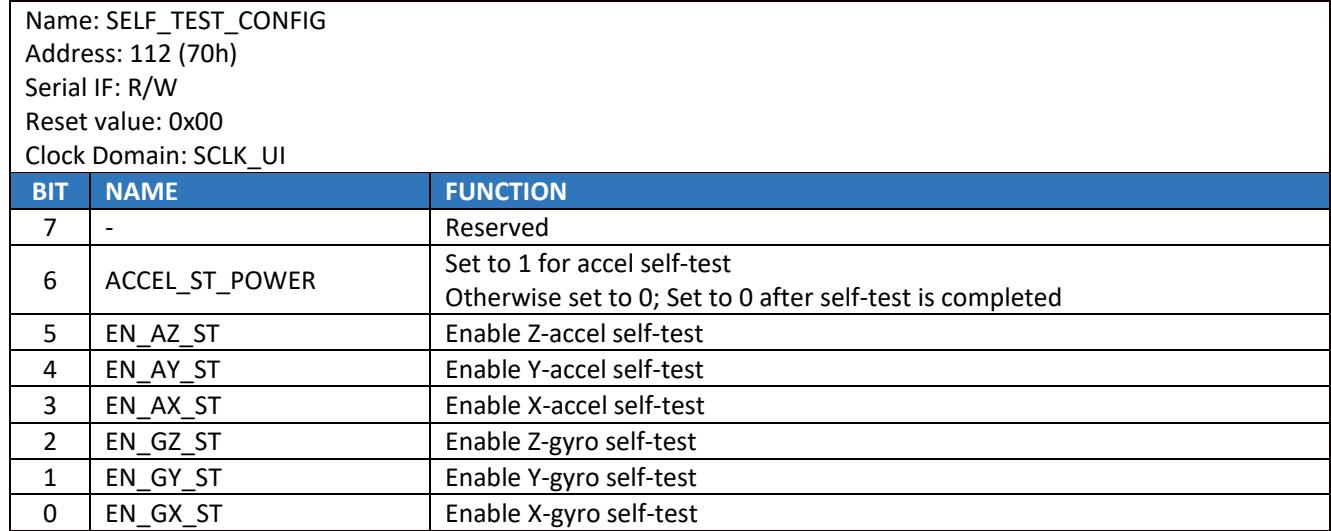 Name: SELF_TEST_CONFIG
Address: 112 (70h)
Serial IF: R/W
Reset value: 0x00
Clock Domain: SCLK_UI
BIT NAME FUNCTION
7 - Reserved
6 ACCEL_ST_POWER Set to 1 for accel self-test
Otherwise set to 0; Set to 0 after self-test is completed
5 EN_AZ_ST Enable Z-accel self-test
4 EN_AY_ST Enable Y-accel self-test
3 EN_AX_ST Enable X-accel self-test
2 EN_GZ_ST Enable Z-gyro self-test
1 EN_GY_ST Enable Y-gyro self-test
0 EN_GX_ST Enable X-gyro self-test